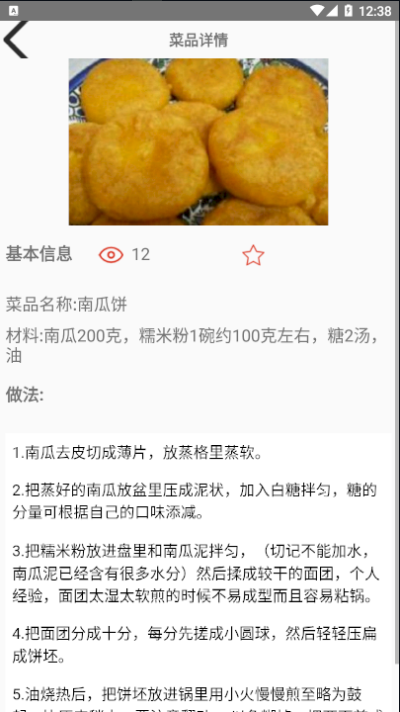 A
12:38
菜品详情
基本信息 12
菜品名称:南瓜饼
材料:南瓜200克，糯米粉1碗约100克左右，糖2汤，
油
做法:
1.南瓜去皮切成薄片，放蒸格里蒸软。
2.把蒸好的南瓜放盆里压成泥状，加入白糖拌匀，糖的
分量可根据自己的口味添减。
3.把糯米粉放进盘里和南瓜泥拌匀，（切记不能加水，
南瓜泥已经含有很多水分）然后揉成较干的面团，个人
经验，面团太湿太软煎的时候不易成型而且容易粘锅。
4.把面团分成十分，每分先搓成小圆球，然后轻轻压扁
成饼坯。
5.油烧热后，把饼坯放进锅里用小火慢慢煎至略为鼓